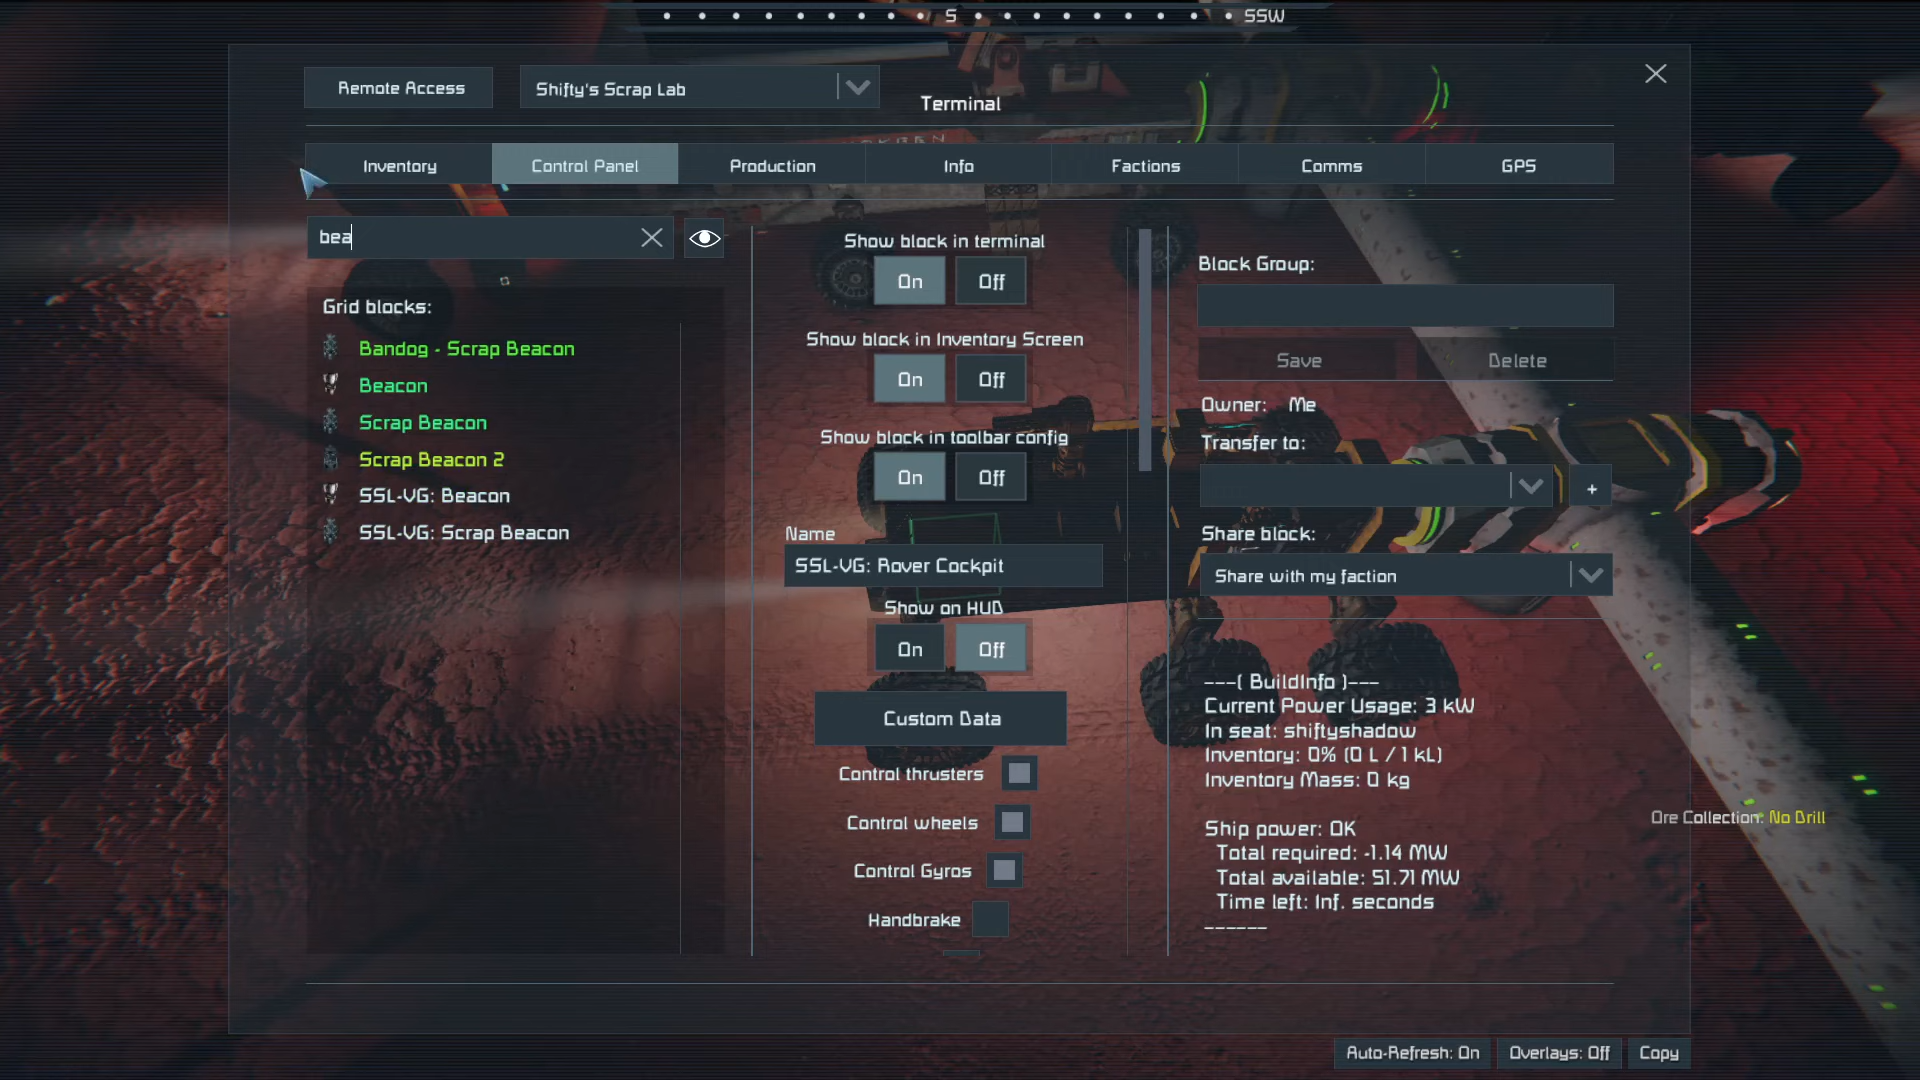 S
SSW
Remote Access
Shifty's Scrap Lab
Terminal
Inventory
Control Panel
Production
Info
Factions
Comms
GPS
bea
Grid blocks:
Bandog - Scrap Beacon
Beacon
Scrap Beacon
Scrap Beacon 2
SSL-VG: Beacon
SSL-VG: Scrap Beacon
Show block in terminal
On
Off
Show block in Inventory Screen
On
Off
Show block in toolbar config
On
Off
Name
SSL-VG: Rover Cockpit
Show on HUD
On
Off
Custom Data
Control thrusters
Control wheels
Control Gyros
Handbrake
Block Group:
Save
Delete
Owner: Me
Transfer to:
+
Share block:
Share with my faction
---( BuildInfo )---
Current Power Usage: 3 kW
In seat: shiftyshadow
Inventory: 0% (0 L / 1 kL)
Inventory Mass: 0 kg
Ship power: OK
Total required: -1.14 MW
Total available: 51.71 MW
Time left: Inf. seconds
------
Ore Collection: No Drill
Auto-Refresh: On
Overlays: Off
Copy